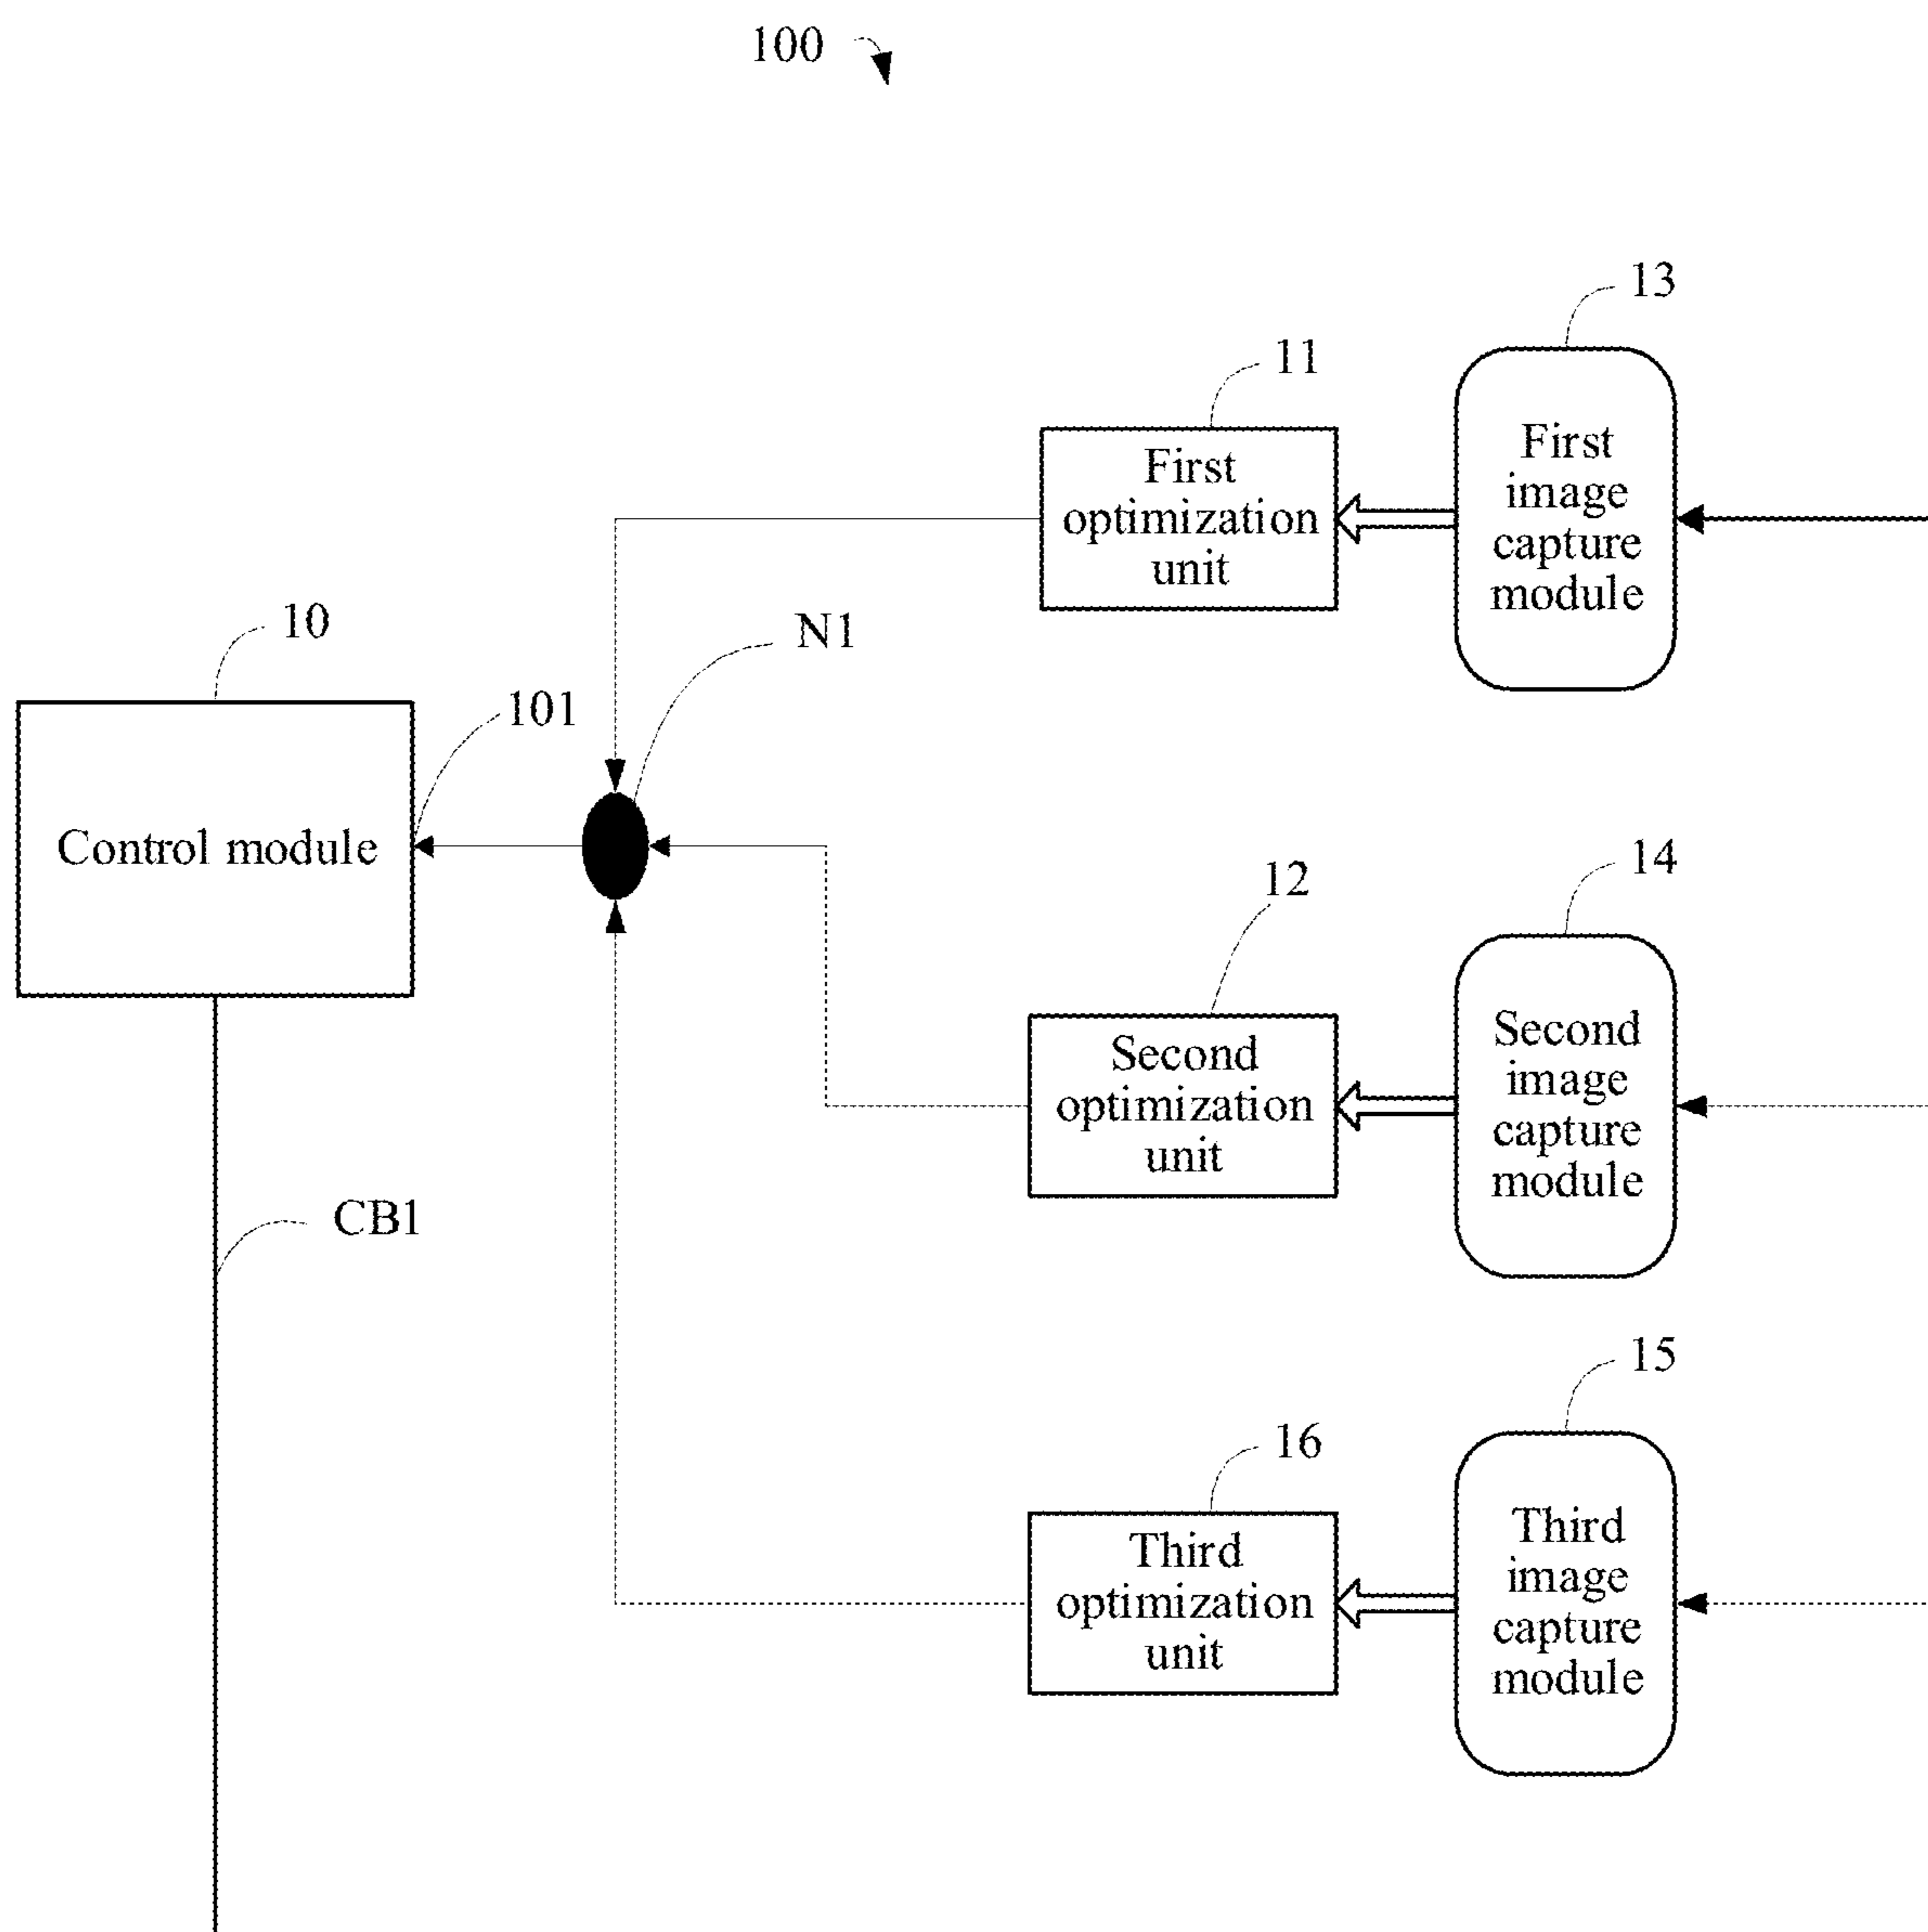 100
13
First
image
capture
module
11
First
optimization
unit
10
N1
101
Control module
12
14
Second
image
capture
module
Second
optimization
unit
CB1
15
16
Third
image
capture
module
Third
optimization
unit